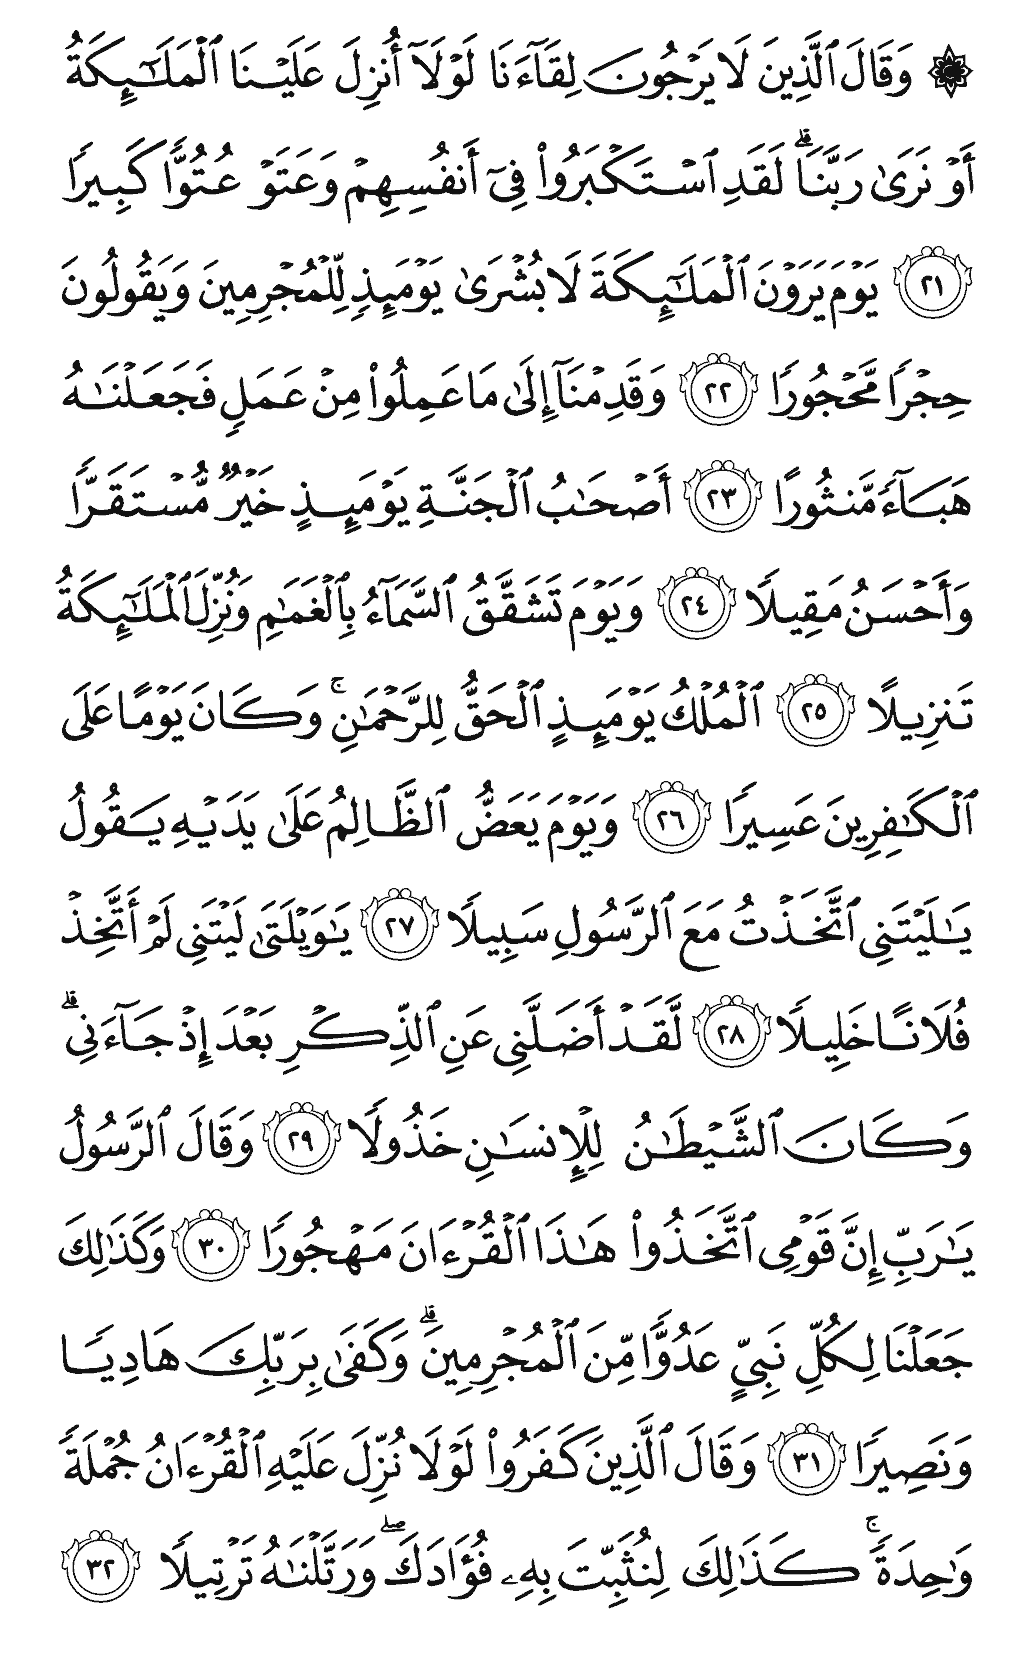 ۞ وَقَالَ ٱلَّذِينَ لَا يَرْجُونَ لِقَآءَنَا لَوْلَآ أُنزِلَ عَلَيْنَا ٱلْمَلَـٰٓئِكَةُ
أَوْ نَرَىٰ رَبَّنَا ۗ لَقَدِ ٱسْتَكْبَرُوا۟ فِىٓ أَنفُسِهِمْ وَعَتَوْ عُتُوًّا كَبِيرًا
٢١ يَوْمَ يَرَوْنَ ٱلْمَلَـٰٓئِكَةَ لَا بُشْرَىٰ يَوْمَئِذٍ لِّلْمُجْرِمِينَ وَيَقُولُونَ
حِجْرًا مَّحْجُورًا ٢٢ وَقَدِمْنَآ إِلَىٰ مَا عَمِلُوا۟ مِنْ عَمَلٍ فَجَعَلْنَـٰهُ
هَبَآءً مَّنثُورًا ٢٣ أَصْحَـٰبُ ٱلْجَنَّةِ يَوْمَئِذٍ خَيْرٌ مُّسْتَقَرًّا
وَأَحْسَنُ مَقِيلًا ٢٤ وَيَوْمَ تَشَقَّقُ ٱلسَّمَآءُ بِٱلْغَمَـٰمِ وَنُزِّلَ ٱلْمَلَـٰٓئِكَةُ
تَنزِيلًا ٢٥ ٱلْمُلْكُ يَوْمَئِذٍ ٱلْحَقُّ لِلرَّحْمَـٰنِ ۚ وَكَانَ يَوْمًا عَلَى
ٱلْكَـٰفِرِينَ عَسِيرًا ٢٦ وَيَوْمَ يَعَضُّ ٱلظَّالِمُ عَلَىٰ يَدَيْهِ يَقُولُ
يَـٰلَيْتَنِى ٱتَّخَذْتُ مَعَ ٱلرَّسُولِ سَبِيلًا ٢٧ يَـٰوَيْلَتَىٰ لَيْتَنِى لَمْ أَتَّخِذْ
فُلَانًا خَلِيلًا ٢٨ لَّقَدْ أَضَلَّنِى عَنِ ٱلذِّكْرِ بَعْدَ إِذْ جَآءَنِى ۗ
وَكَانَ ٱلشَّيْطَـٰنُ لِلْإِنسَـٰنِ خَذُولًا ٢٩ وَقَالَ ٱلرَّسُولُ
يَـٰرَبِّ إِنَّ قَوْمِى ٱتَّخَذُوا۟ هَـٰذَا ٱلْقُرْءَانَ مَهْجُورًا ٣٠ وَكَذَٰلِكَ
جَعَلْنَا لِكُلِّ نَبِىٍّ عَدُوًّا مِّنَ ٱلْمُجْرِمِينَ ۗ وَكَفَىٰ بِرَبِّكَ هَادِيًا
وَنَصِيرًا ٣١ وَقَالَ ٱلَّذِينَ كَفَرُوا۟ لَوْلَا نُزِّلَ عَلَيْهِ ٱلْقُرْءَانُ جُمْلَةً
وَٰحِدَةً ۚ كَذَٰلِكَ لِنُثَبِّتَ بِهِۦ فُؤَادَكَ ۖ وَرَتَّلْنَـٰهُ تَرْتِيلًا ٣٢